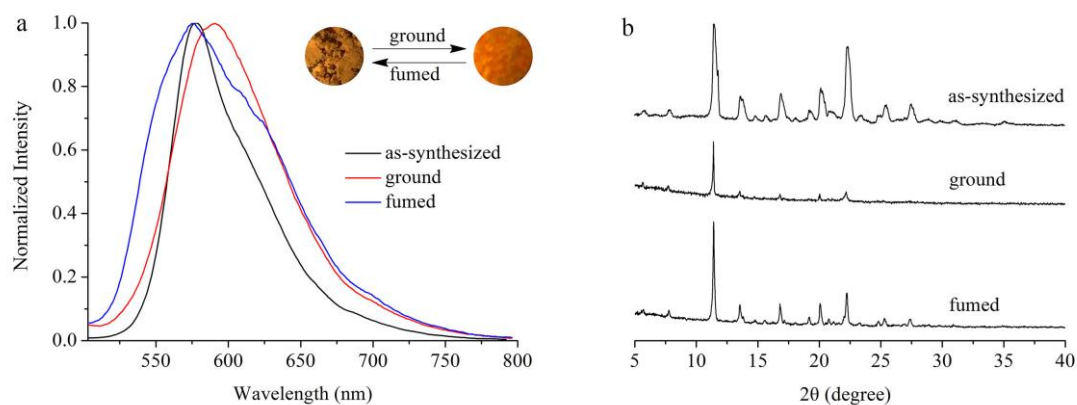 a
1.0
0.8
0.6
0.4
0.2
0.0
Normalized Intensity
550 600 650 700 750 800
Wavelength (nm)
ground
fumed
as-synthesized
ground
fumed
b
as-synthesized
ground
fumed
5 10 15 20 25 30 35 40
2θ (degree)